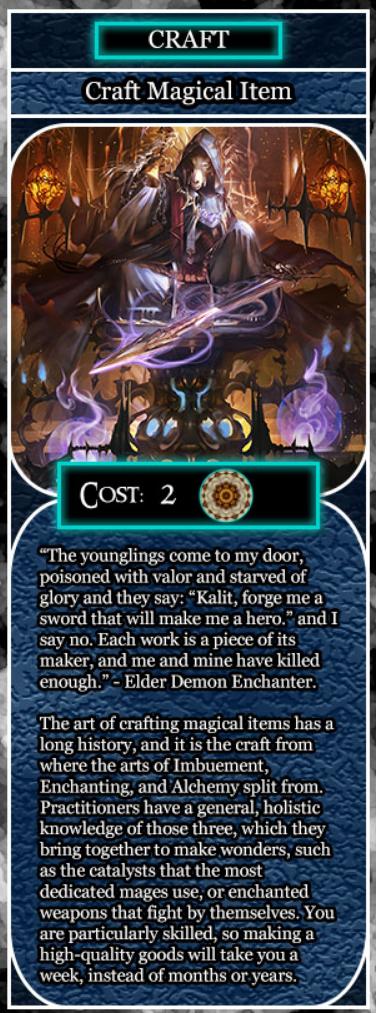 CRAFT
Craft Magical Item
Cost: 2
“The younglings come to my door,
poisoned with valor and starved of
glory and they say: “Kalit, forge me a
sword that will make me a hero.” and I
say no. Each work is a piece of its
maker, and me and mine have killed
enough.” - Elder Demon Enchanter.
The art of crafting magical items has a
long history, and it is the craft from
where the arts of Imbuement,
Enchanting, and Alchemy split from.
Practitioners have a general, holistic
knowledge of those three, which they
bring together to make wonders, such
as the catalysts that the most
dedicated mages use, or enchanted
weapons that fight by themselves. You
are particularly skilled, so making a
high-quality goods will take you a
week, instead of months or years.